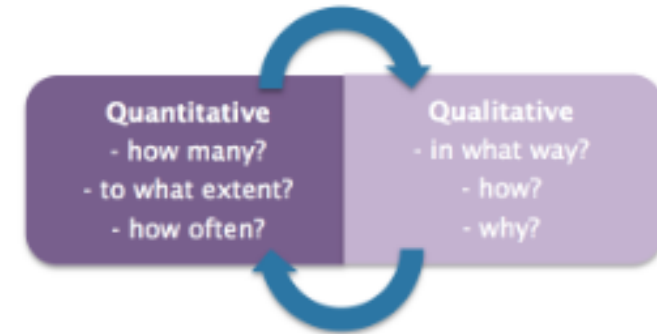 Quantitative
- how many?
- to what extent?
- how often?
Qualitative
- in what way?
- how?
- why?